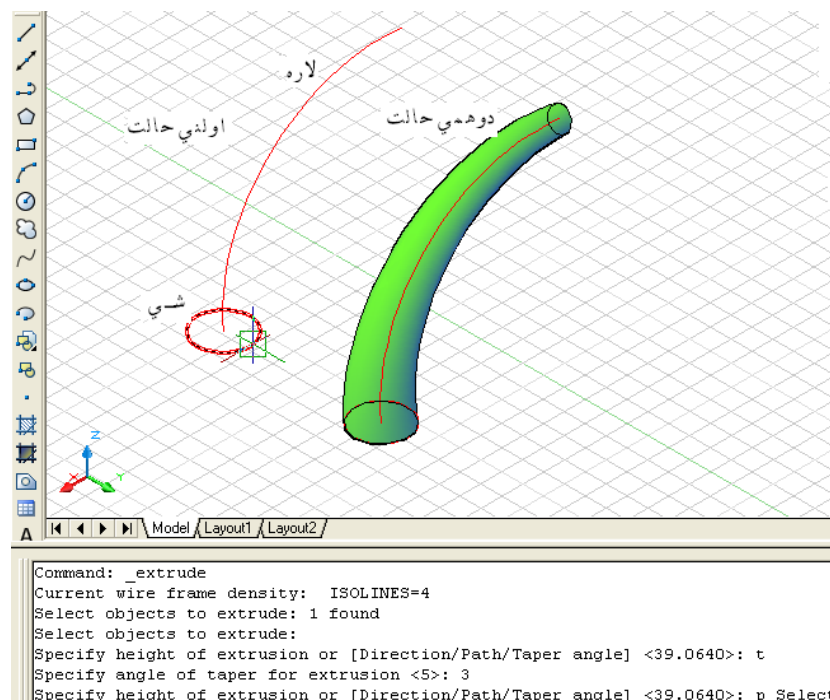 لاره
اولني حالت
دوهمي حالت
شي
Z
X
Y
A
Model Layout1 Layout2
Command: _extrude
Current wire frame density:  ISOLINES=4
Select objects to extrude: 1 found
Select objects to extrude:
Specify height of extrusion or [Direction/Path/Taper angle] <39.0640>: t
Specify angle of taper for extrusion <5>: 3
Specify height of extrusion or [Direction/Path/Taper angle] <39.0640>: p Select